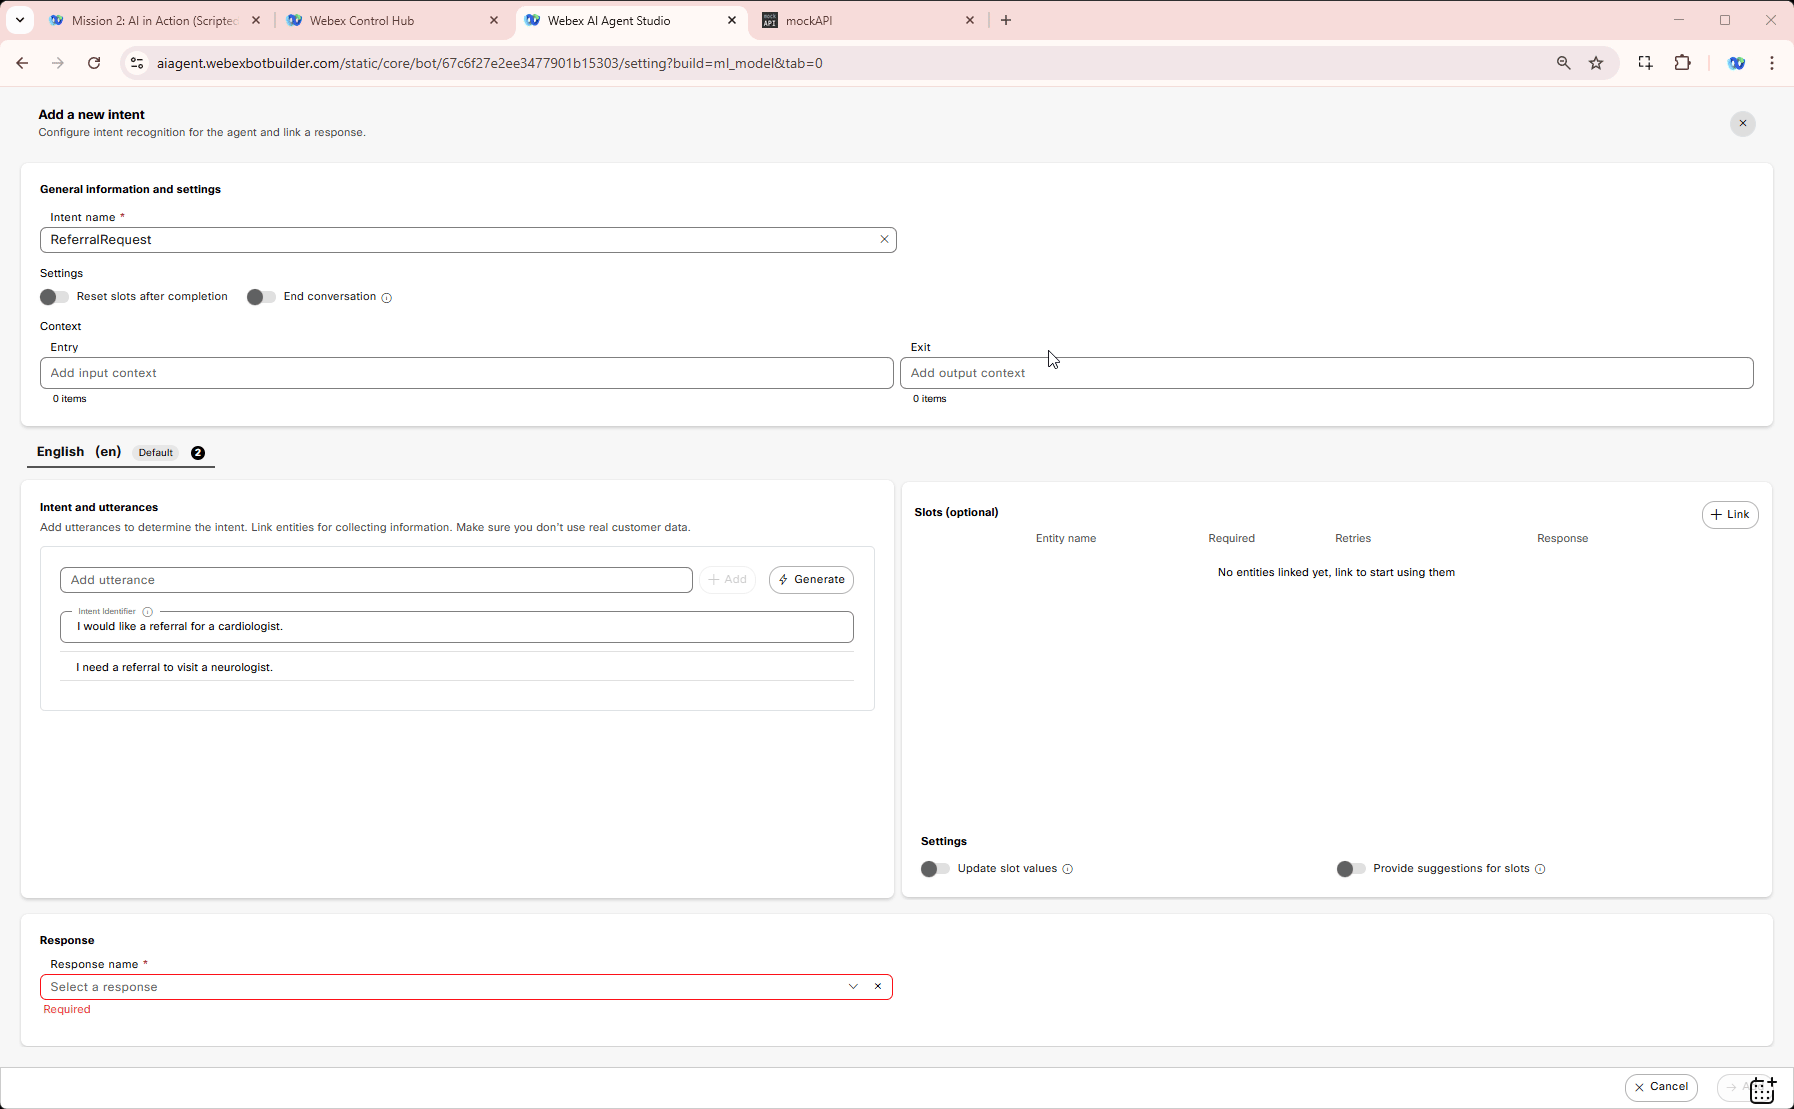 Mission 2: AI in Action (Scripted
Webex Control Hub
Webex AI Agent Studio
mock API
mockAPI
aiagent.webexbotbuilder.com/static/core/bot/67c6f27e2ee3477901b15303/setting?build=ml_model&tab=0
Add a new intent
Configure intent recognition for the agent and link a response.
General information and settings
Intent name *
ReferralRequest
Settings
Reset slots after completion
End conversation
Context
Entry
Exit
Add input context
Add output context
0 items
0 items
English (en) Default 2
Intent and utterances
Add utterances to determine the intent. Link entities for collecting information. Make sure you don't use real customer data.
Add utterance
+ Add
Generate
Intent Identifier
I would like a referral for a cardiologist.
I need a referral to visit a neurologist.
Slots (optional)
+ Link
Entity name Required Retries Response
No entities linked yet, link to start using them
Settings
Update slot values
Provide suggestions for slots
Response
Response name *
Select a response
Required
Cancel